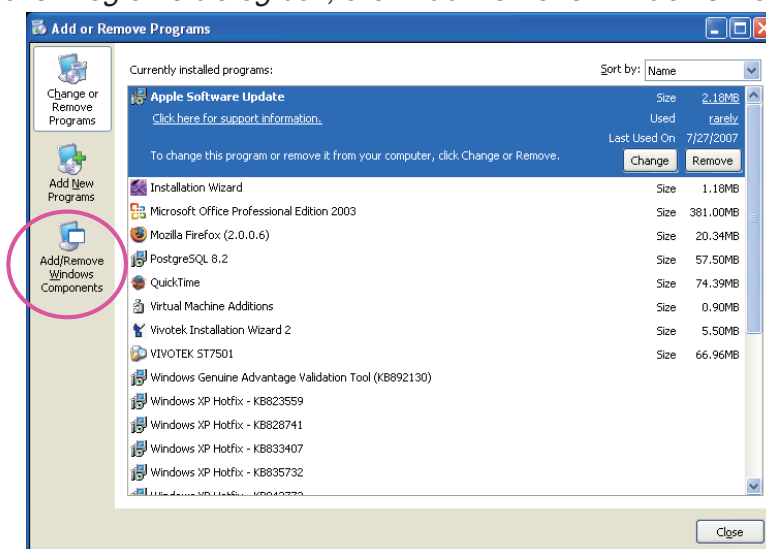 Add or Remove Programs
Change or
Remove
Programs
Add New
Programs
Add/Remove
Windows
Components
Currently installed programs:
Sort by: Name
Apple Software Update Size 2.18MB
Click here for support information. Used rarely
Last Used On 7/27/2007
To change this program or remove it from your computer, click Change or Remove. Change Remove
Installation Wizard Size 1.18MB
Microsoft Office Professional Edition 2003 Size 381.00MB
Mozilla Firefox (2.0.0.6) Size 20.34MB
PostgreSQL 8.2 Size 57.50MB
QuickTime Size 74.39MB
Virtual Machine Additions Size 0.90MB
Vivotek Installation Wizard 2 Size 5.50MB
VIVOTEK ST7501 Size 66.96MB
Windows Genuine Advantage Validation Tool (KB892130)
Windows XP Hotfix - KB823559
Windows XP Hotfix - KB828741
Windows XP Hotfix - KB833407
Windows XP Hotfix - KB835732
Close